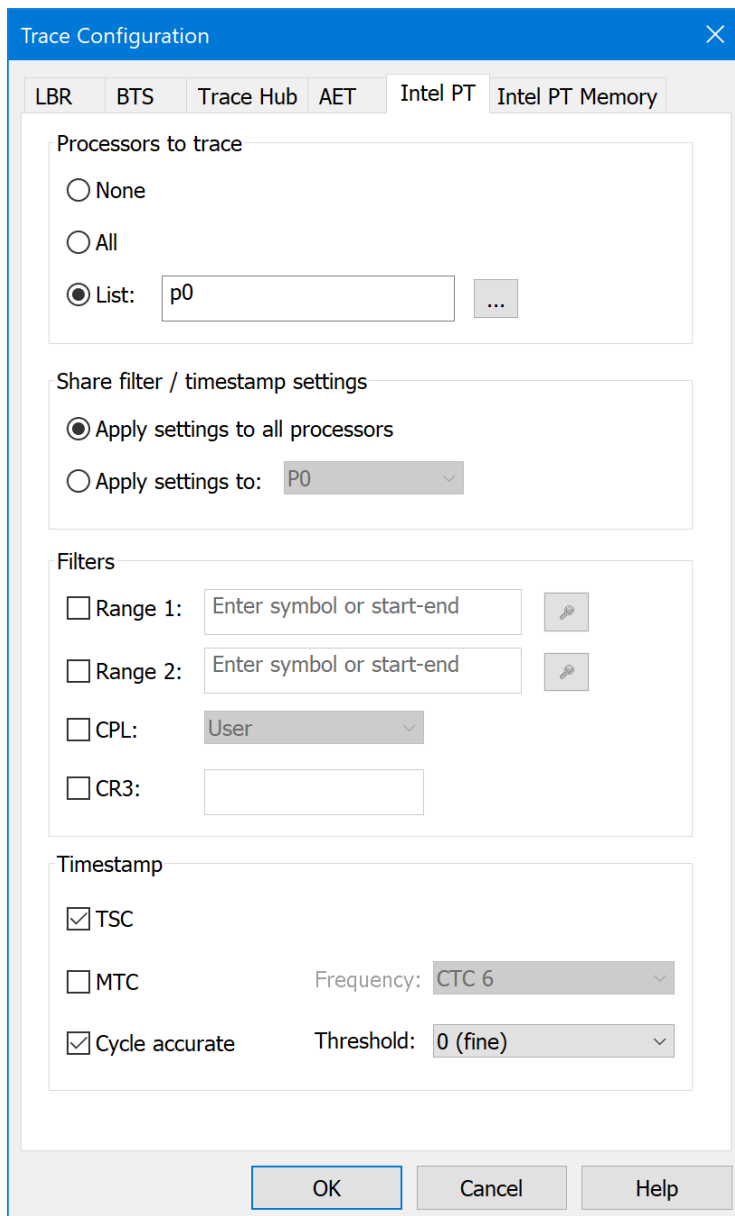 Trace Configuration
LBR BTS Trace Hub AET Intel PT Intel PT Memory
Processors to trace
None
All
List: p0 ...
Share filter / timestamp settings
Apply settings to all processors
Apply settings to: P0
Filters
Range 1: Enter symbol or start-end
Range 2: Enter symbol or start-end
CPL: User
CR3:
Timestamp
TSC
MTC Frequency: CTC 6
Cycle accurate Threshold: 0 (fine)
OK Cancel Help